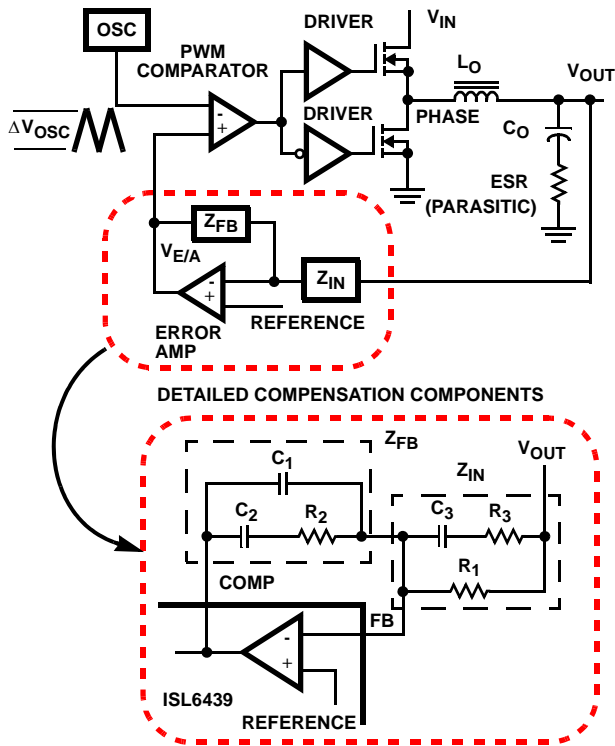 OSC
PWM
COMPARATOR
DRIVER
V_IN
L_O
V_OUT
ΔV_OSC
-
+
DRIVER
PHASE
C_O
ESR
(PARASITIC)
Z_FB
V_E/A
Z_IN
-
+
REFERENCE
ERROR
AMP
DETAILED COMPENSATION COMPONENTS
Z_FB
V_OUT
C_1
Z_IN
C_2
R_2
C_3
R_3
R_1
COMP
FB
-
+
ISL6439
REFERENCE